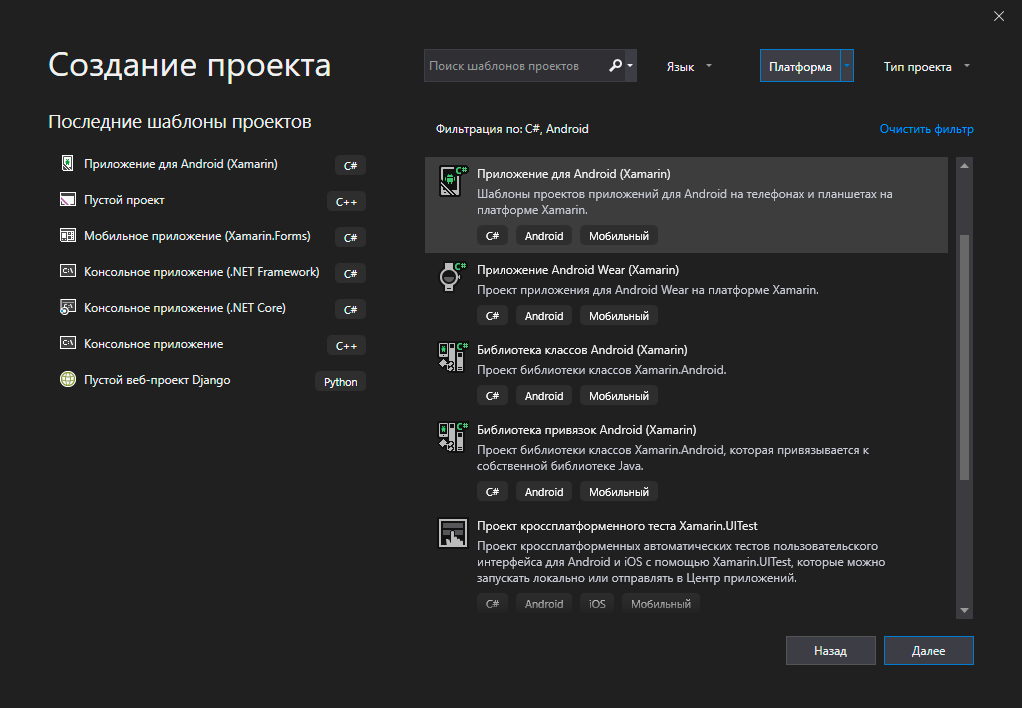 Создание проекта
Поиск шаблонов проектов
Язык
Платформа
Тип проекта
Последние шаблоны проектов
Приложение для Android (Xamarin)
C#
Пустой проект
C++
Мобильное приложение (Xamarin.Forms)
C#
Консольное приложение (.NET Framework)
C#
Консольное приложение (.NET Core)
C#
Консольное приложение
C++
Пустой веб-проект Django
Python
Фильтрация по: C#, Android
Очистить фильтр
Приложение для Android (Xamarin)
Шаблоны проектов приложений для Android на телефонах и планшетах на
платформе Xamarin.
C# Android Мобильный
Приложение Android Wear (Xamarin)
Проект приложения для Android Wear на платформе Xamarin.
C# Android Мобильный
Библиотека классов Android (Xamarin)
Проект библиотеки классов Xamarin.Android.
C# Android Мобильный
Библиотека привязок Android (Xamarin)
Проект библиотеки классов Xamarin.Android, которая привязывается к
собственной библиотеке Java.
C# Android Мобильный
Проект кроссплатформенного теста Xamarin.UITest
Проект кроссплатформенных автоматических тестов пользовательского
интерфейса для Android и iOS с помощью Xamarin.UITest, которые можно
запускать локально или отправлять в Центр приложений.
C# Android iOS Мобильный
Назад
Далее